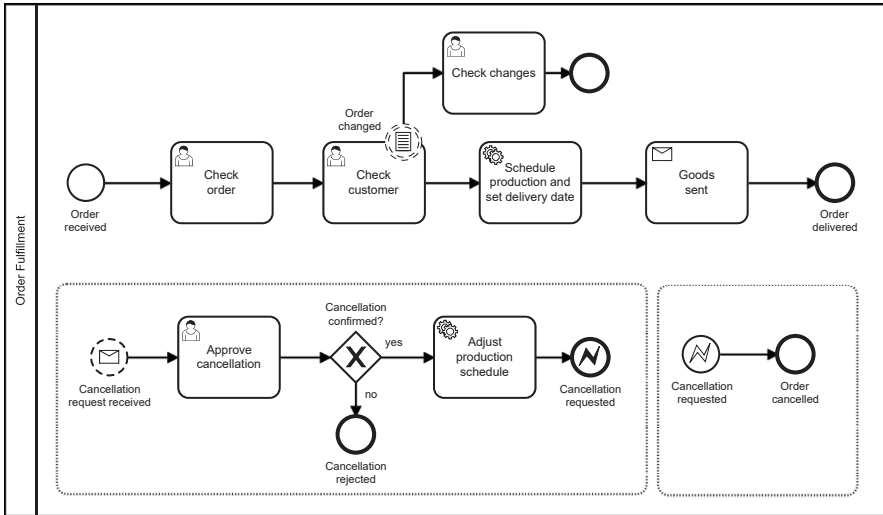 Order Fulfillment
Check changes
Order
changed
Check
order
Check
customer
Schedule
production and
set delivery date
Goods
sent
Order
received
Order
delivered
Cancellation
confirmed?
Approve
cancellation
yes
Adjust
production
schedule
no
Cancellation
request received
Cancellation
requested
Cancellation
rejected
Cancellation
requested
Order
cancelled